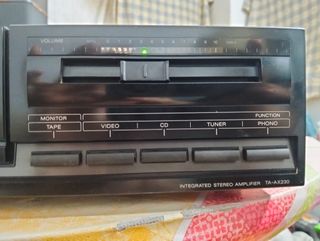 VOLUME
MONITOR FUNCTION
TAPE VIDEO CD TUNER PHONO
INTEGRATED STEREO AMPLIFIER TA-AX230